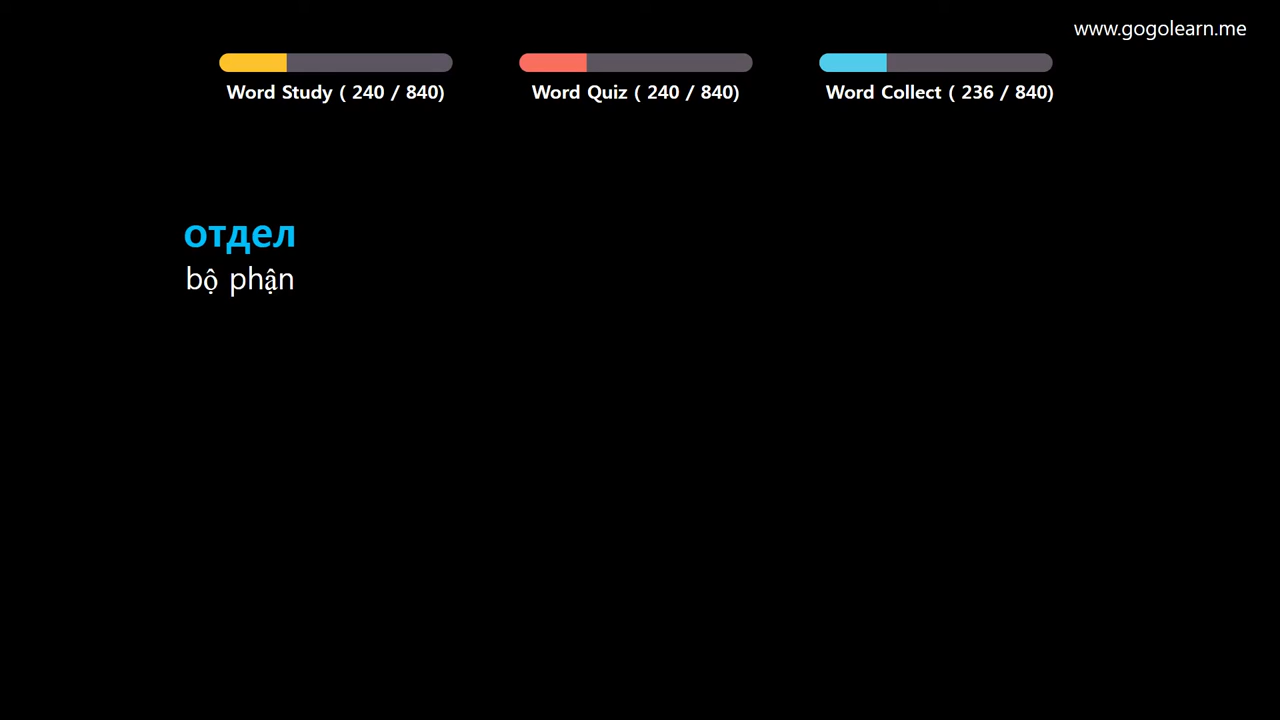 www.gogolearn.me
Word Study ( 240 / 840)
Word Quiz ( 240 / 840)
Word Collect ( 236 / 840)
отдел
bộ phận